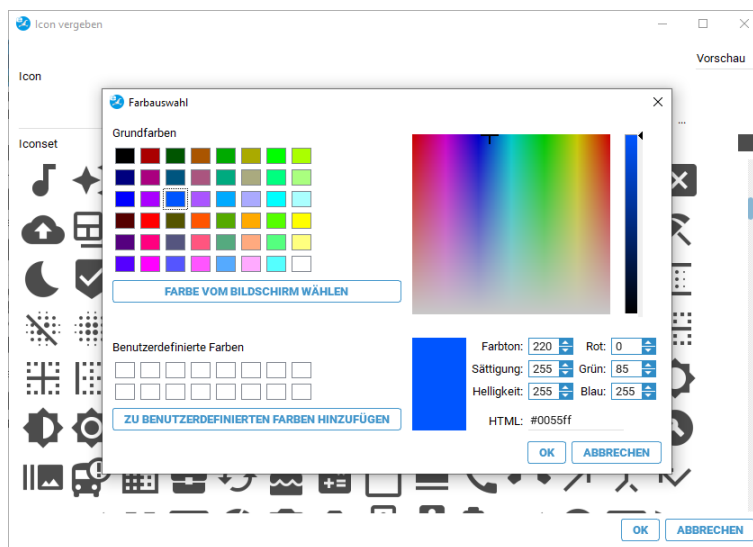 Icon vergeben
Vorschau
Icon
...
Iconset
Farbauswahl
Grundfarben
FARBE VOM BILDSCHIRM WÄHLEN
Benutzerdefinierte Farben
ZU BENUTZERDEFINIERTEN FARBEN HINZUFÜGEN
Farbton: 220 Rot: 0
Sättigung: 255 Grün: 85
Helligkeit: 255 Blau: 255
HTML: #0055ff
OK ABBRECHEN
OK ABBRECHEN